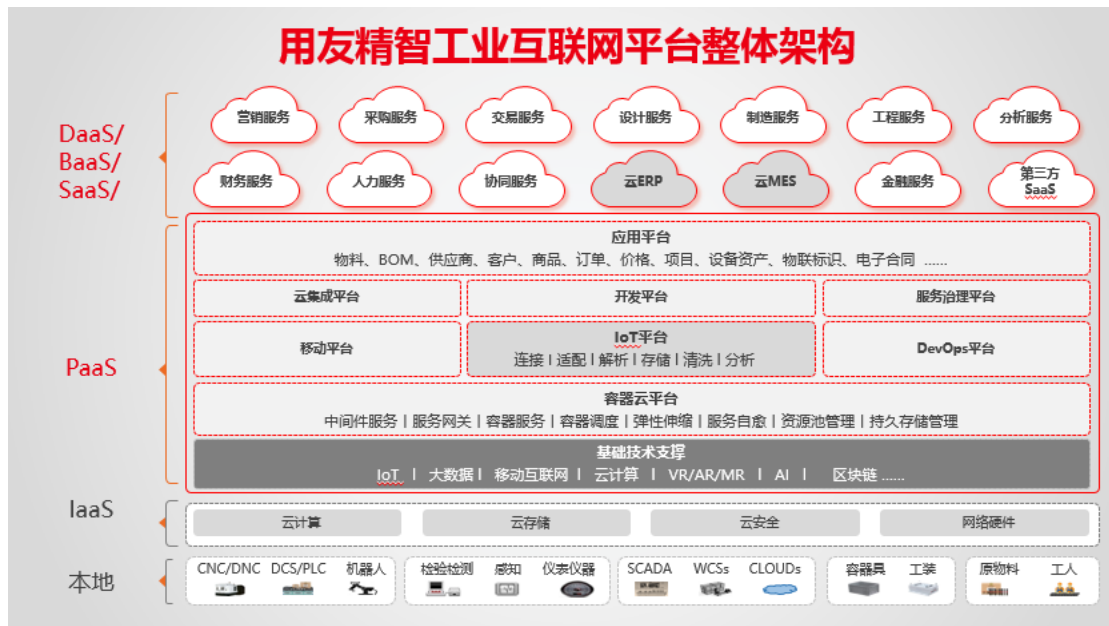 用友精智工业互联网平台整体架构
DaaS/
BaaS/
SaaS/
营销服务
采购服务
交易服务
设计服务
制造服务
工程服务
分析服务
财务服务
人力服务
协同服务
云ERP
云MES
金融服务
第三方
SaaS
PaaS
应用平台
物料、BOM、供应商、客户、商品、订单、价格、项目、设备资产、物联标识、电子合同 ......
云集成平台
开发平台
服务治理平台
移动平台
IoT平台
连接 | 适配 | 解析 | 存储 | 清洗 | 分析
DevOps平台
容器云平台
中间件服务 | 服务网关 | 容器服务 | 容器调度 | 弹性伸缩 | 服务自愈 | 资源池管理 | 持久存储管理
基础技术支撑
IoT | 大数据 | 移动互联网 | 云计算 | VR/AR/MR | AI | 区块链 ......
IaaS
云计算
云存储
云安全
网络硬件
本地
CNC/DNC
DCS/PLC
机器人
检验检测
感知
仪表仪器
SCADA
WCSs
CLOUDs
容器具
工装
原物料
工人